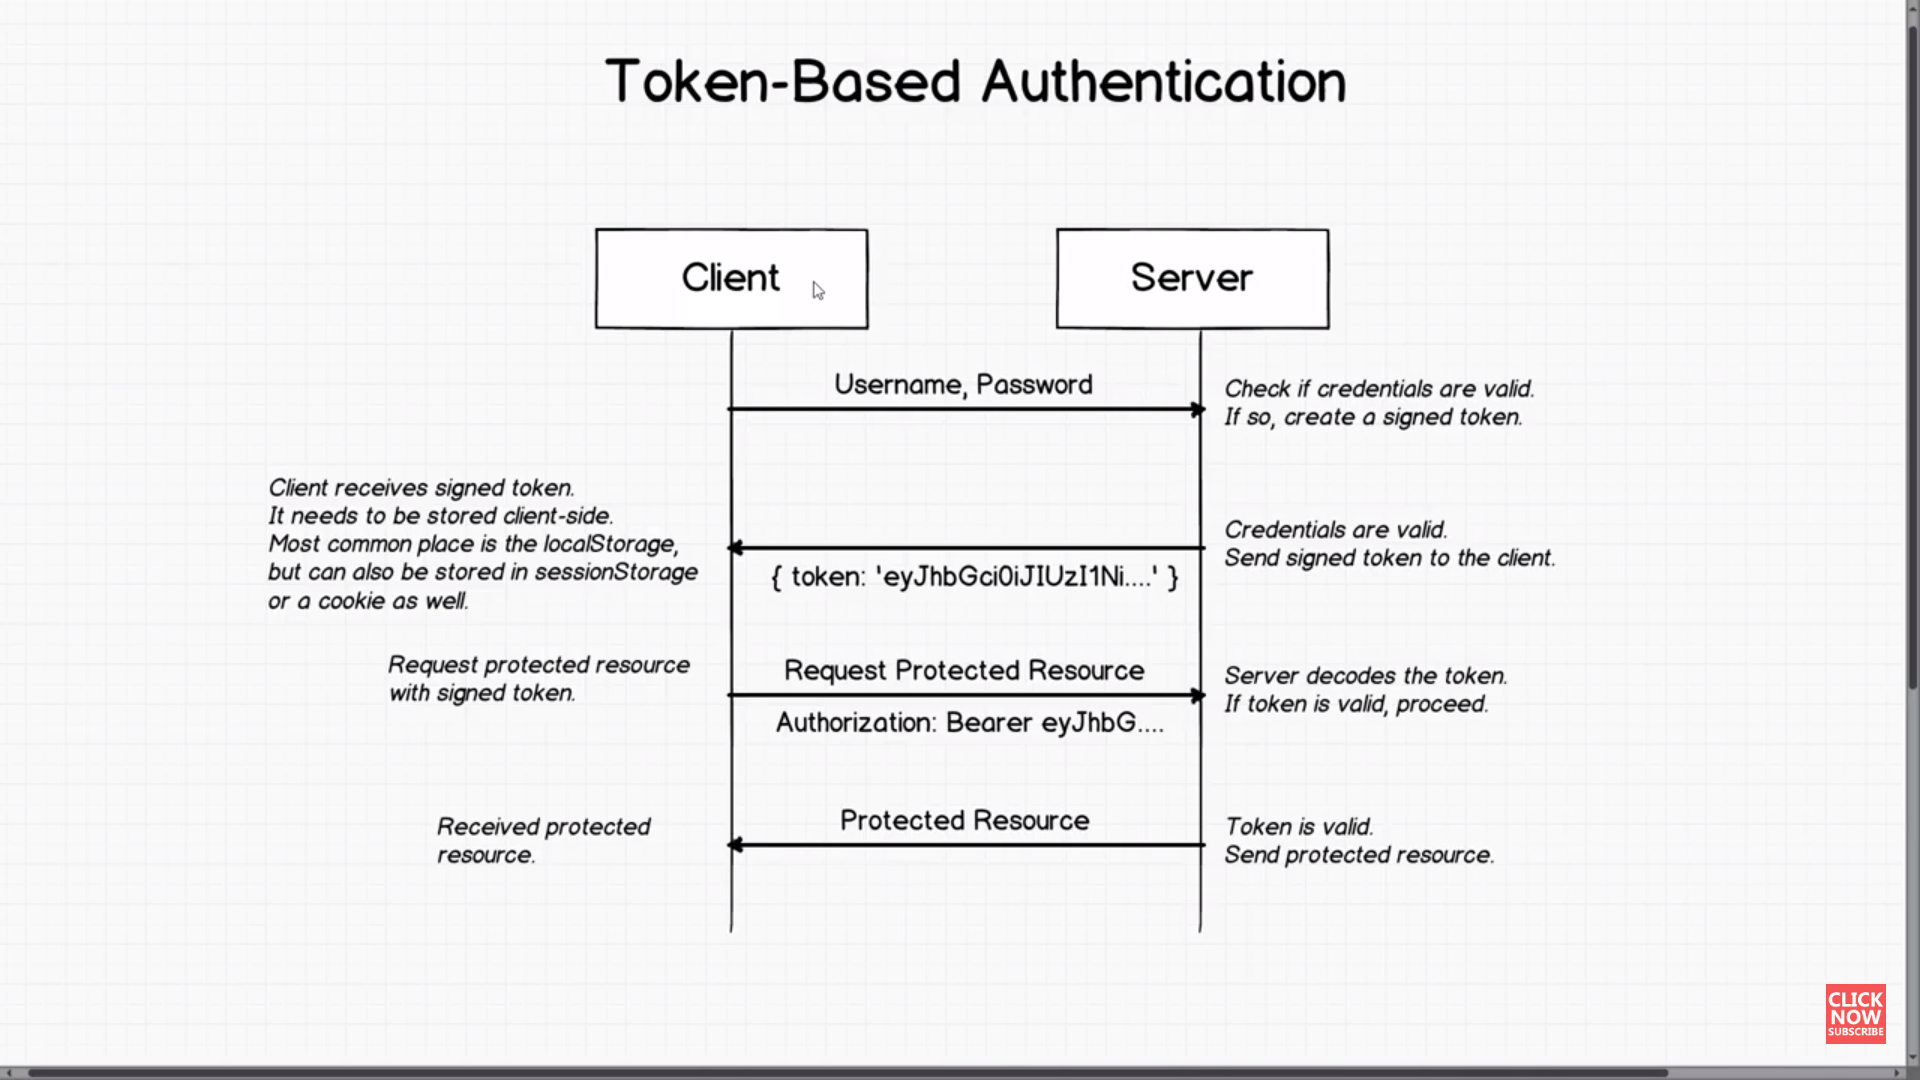 Token-Based Authentication
Client
Server
Username, Password
Check if credentials are valid.
If so, create a signed token.
Client receives signed token.
It needs to be stored client-side.
Most common place is the localStorage,
but can also be stored in sessionStorage
or a cookie as well.
Credentials are valid.
Send signed token to the client.
{ token: 'eyJhbGci0iJIUzI1Ni....' }
Request protected resource
with signed token.
Request Protected Resource
Authorization: Bearer eyJhbG....
Server decodes the token.
If token is valid, proceed.
Received protected
resource.
Protected Resource
Token is valid.
Send protected resource.
CLICK
NOW
SUBSCRIBE